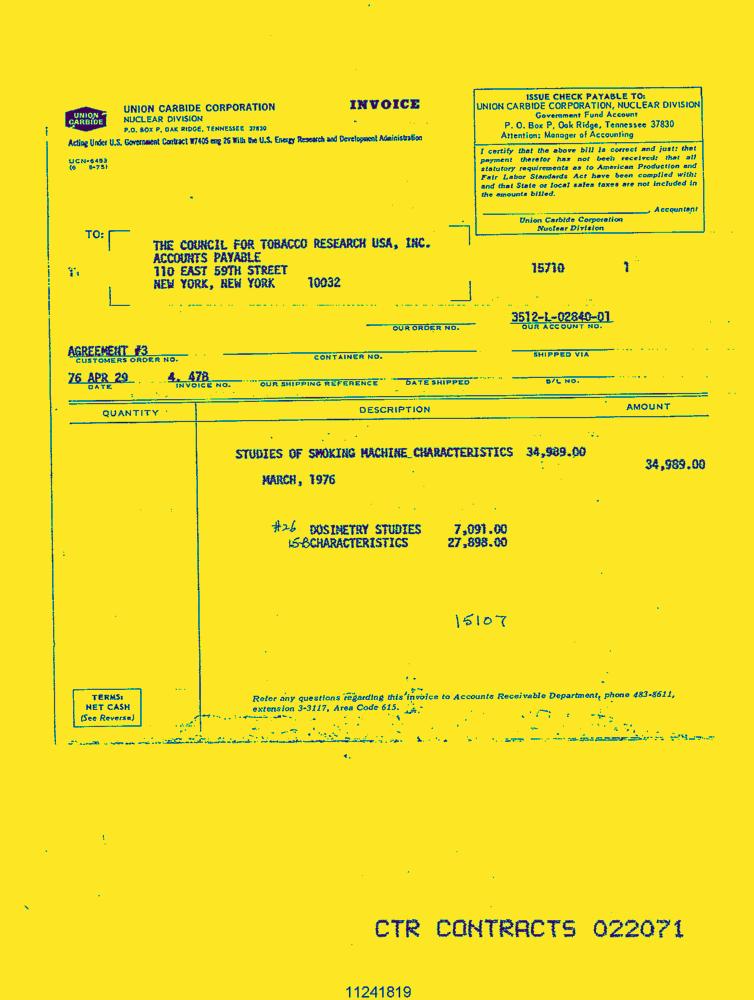 UNION CARBIDE
UNION CARBIDE CORPORATION
NUCLEAR DIVISION
P.O. BOX P, OAK RIDGE, TENNESSEE 37830
INVOICE
Acting Under U.S. Government Contract W7405 eng 26 With the U.S. Energy Research and Development Administration
UCN-6493
(6 8-75)
ISSUE CHECK PAYABLE TO:
UNION CARBIDE CORPORATION, NUCLEAR DIVISION
Government Fund Account
P. O. Box P, Oak Ridge, Tennessee 37830
Attention: Manager of Accounting
I certify that the above bill is correct and just; that
payment therefor has not been received; that all
statutory requirements as to American Production and
Fair Labor Standards Act have been complied with;
and that State or local sales taxes are not included in
the amounts billed.
, Accountant
Union Carbide Corporation
Nuclear Division
TO:
THE COUNCIL FOR TOBACCO RESEARCH USA, INC.
ACCOUNTS PAYABLE
110 EAST 59TH STREET
NEW YORK, NEW YORK 10032
15710 1
3512-L-02840-01
OUR ORDER NO. OUR ACCOUNT NO.
AGREEMENT #3
CUSTOMERS ORDER NO. CONTAINER NO. SHIPPED VIA
76 APR 29 4. 478
DATE INVOICE NO. OUR SHIPPING REFERENCE DATE SHIPPED B/L NO.
QUANTITY DESCRIPTION AMOUNT
STUDIES OF SMOKING MACHINE CHARACTERISTICS 34,989.00
34,989.00
MARCH, 1976
#26 DOSIMETRY STUDIES 7,091.00
CHARACTERISTICS 27,898.00
15107
TERMS:
NET CASH
(See Reverse)
Refer any questions regarding this invoice to Accounts Receivable Department, phone 483-8611,
extension 3-3117, Area Code 615.
CTR CONTRACTS 022071
11241819